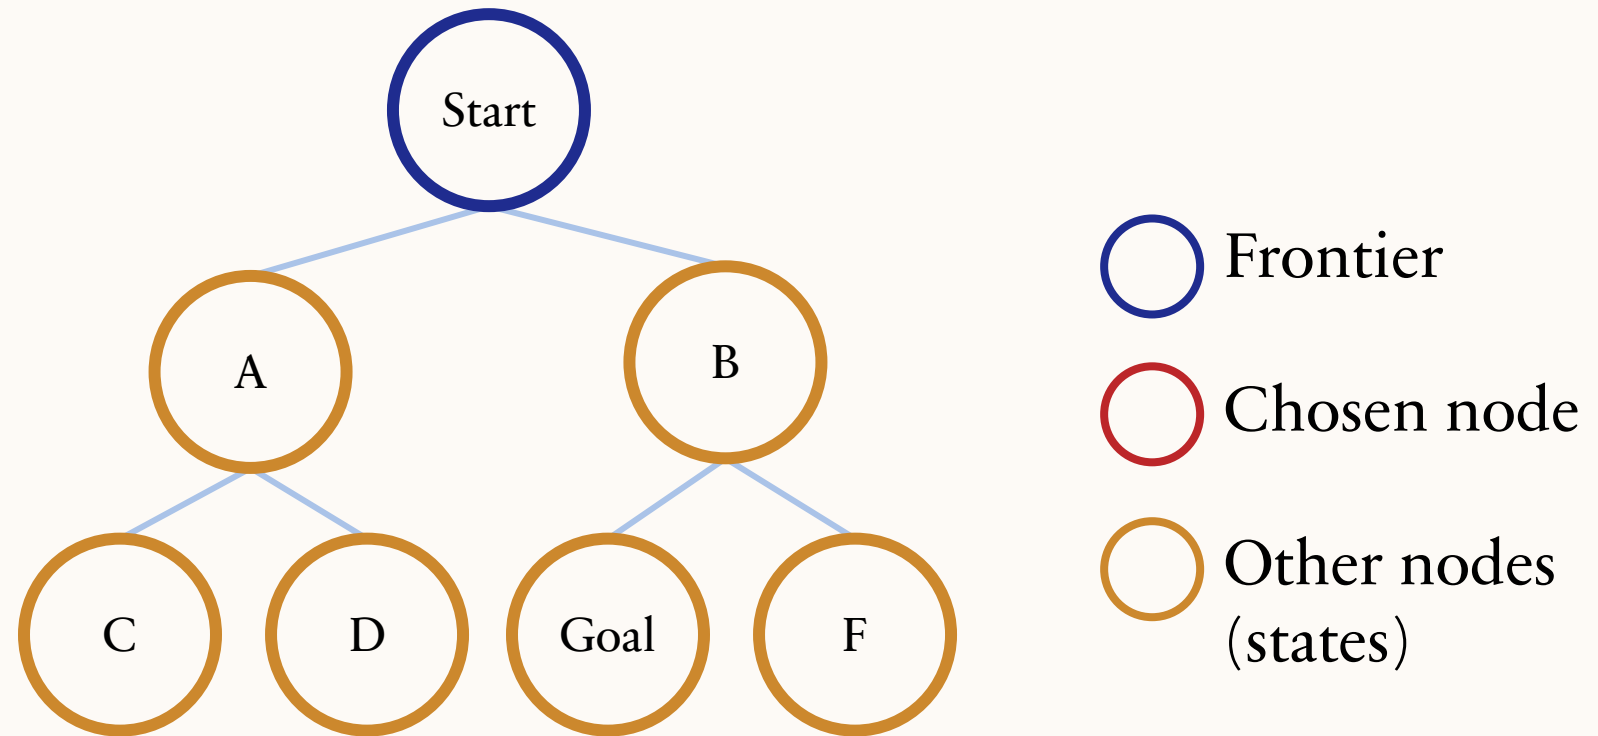 Start
A
B
C
D
Goal
F
Frontier
Chosen node
Other nodes
(states)